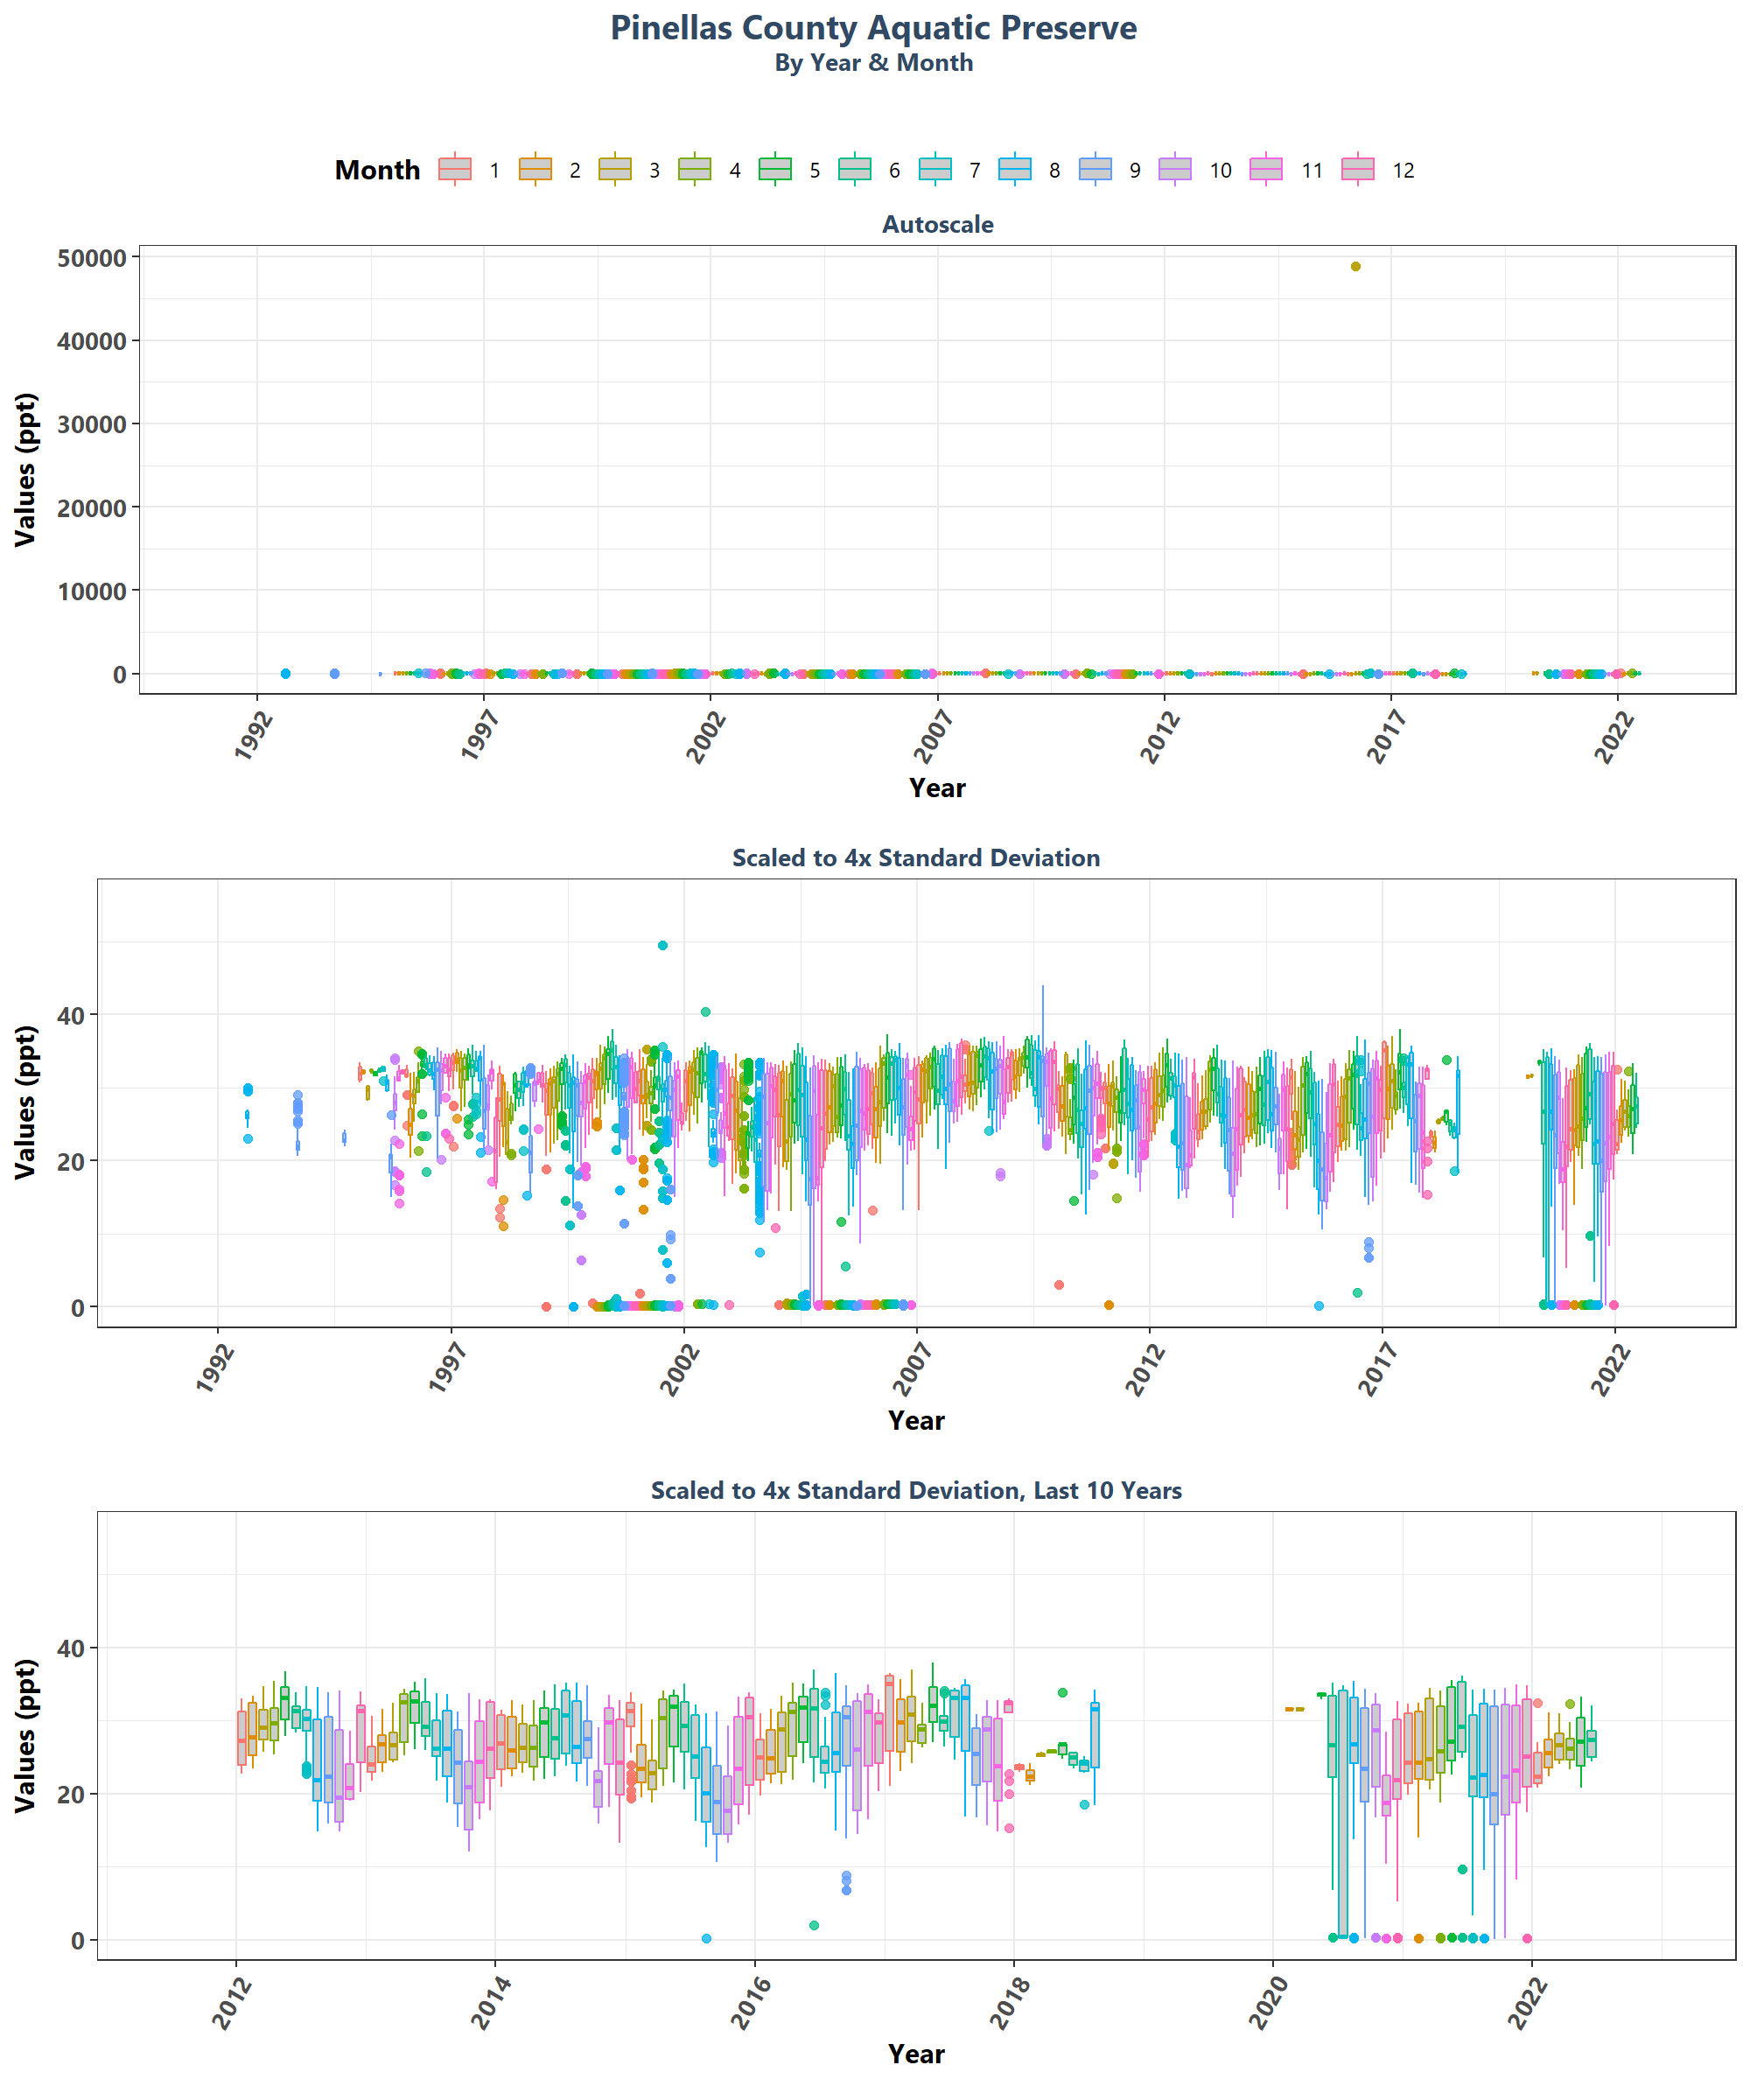 Pinellas County Aquatic Preserve
By Year & Month
Month 1 2 3 4 5 6 7 8 9 10 11 12
Autoscale
Values (ppt)
50000
40000
30000
20000
10000
0
1992 1997 2002 2007 2012 2017 2022
Year
Scaled to 4x Standard Deviation
Values (ppt)
40
20
0
1992 1997 2002 2007 2012 2017 2022
Year
Scaled to 4x Standard Deviation, Last 10 Years
Values (ppt)
40
20
0
2012 2014 2016 2018 2020 2022
Year